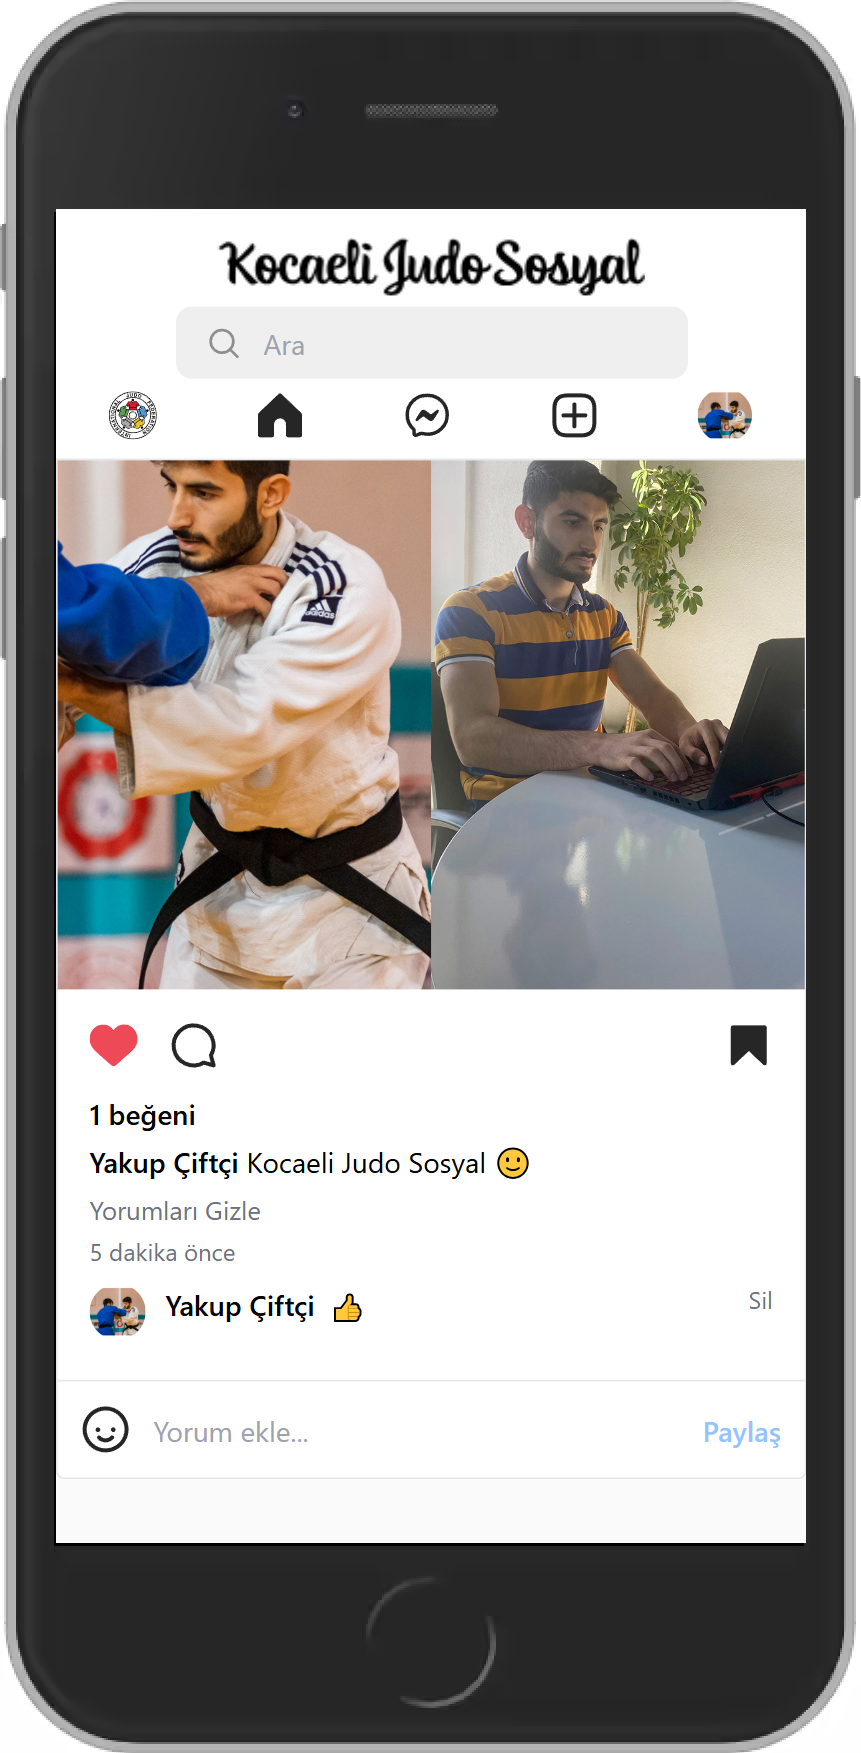 Kocaeli Judo Sosyal
Ara
adidas
1 beğeni
Yakup Çiftçi Kocaeli Judo Sosyal 🙂
Yorumları Gizle
5 dakika önce
Yakup Çiftçi 👍 Sil
Yorum ekle... Paylaş